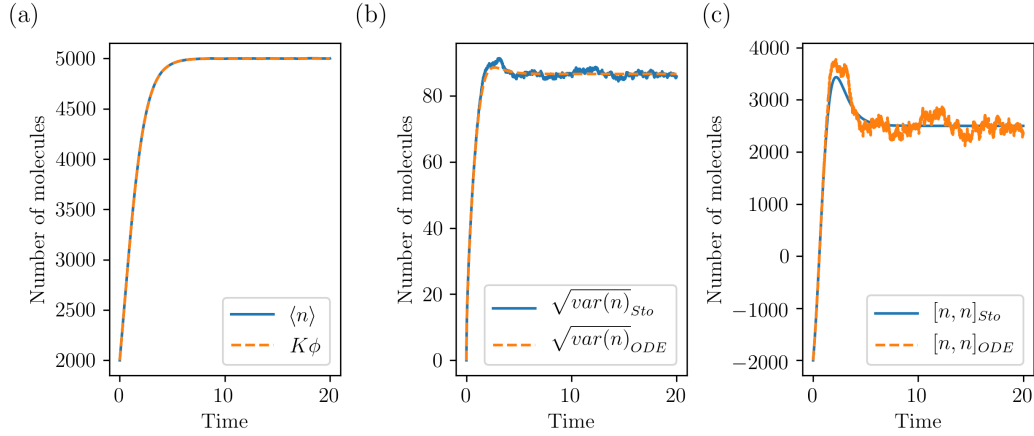 (a)
Number of molecules
5000
4500
4000
3500
3000
2500
2000
0
10
20
Time
⟨n⟩
Kϕ
(b)
Number of molecules
80
60
40
20
0
0
10
20
Time
√var(n)_Sto
√var(n)_ODE
(c)
Number of molecules
4000
3000
2000
1000
0
−1000
−2000
0
10
20
Time
[n, n]_Sto
[n, n]_ODE